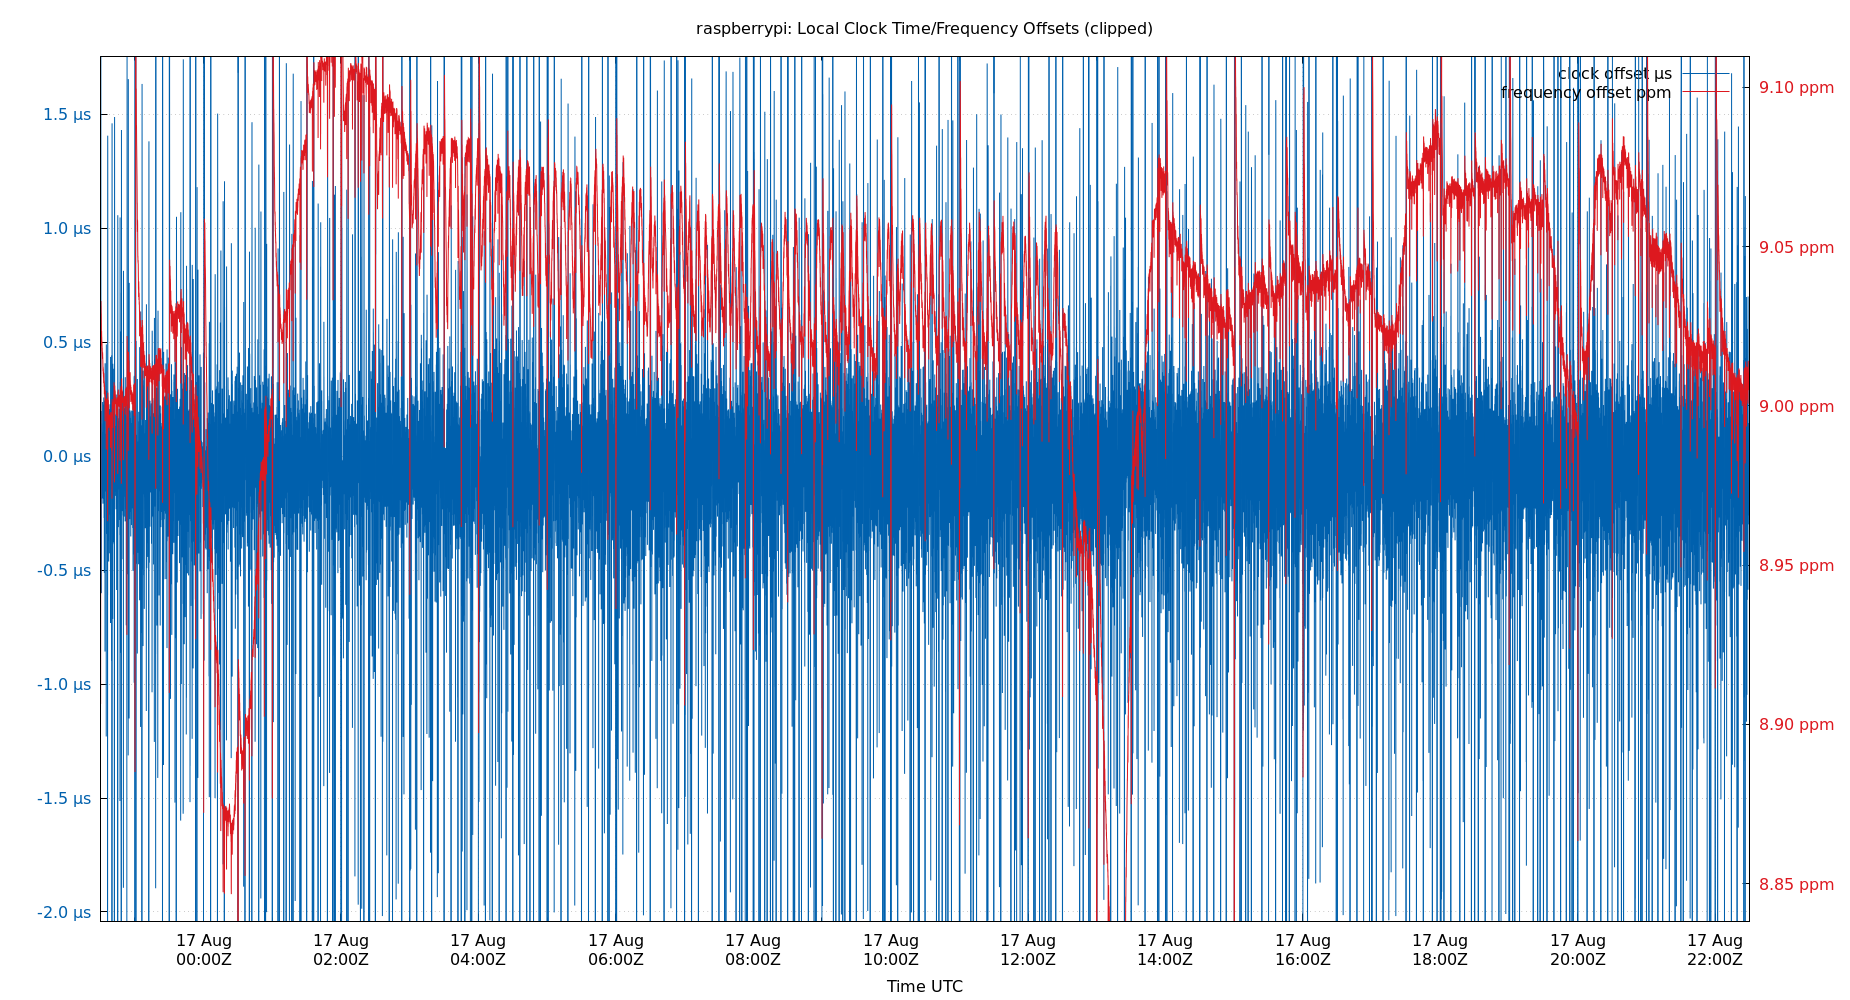 raspberrypi: Local Clock Time/Frequency Offsets (clipped)
clock offset µs
frequency offset ppm
1.5 µs
1.0 µs
0.5 µs
0.0 µs
-0.5 µs
-1.0 µs
-1.5 µs
-2.0 µs
9.10 ppm
9.05 ppm
9.00 ppm
8.95 ppm
8.90 ppm
8.85 ppm
17 Aug 17 Aug 17 Aug 17 Aug 17 Aug 17 Aug 17 Aug 17 Aug 17 Aug 17 Aug 17 Aug 17 Aug
00:00Z 02:00Z 04:00Z 06:00Z 08:00Z 10:00Z 12:00Z 14:00Z 16:00Z 18:00Z 20:00Z 22:00Z
Time UTC